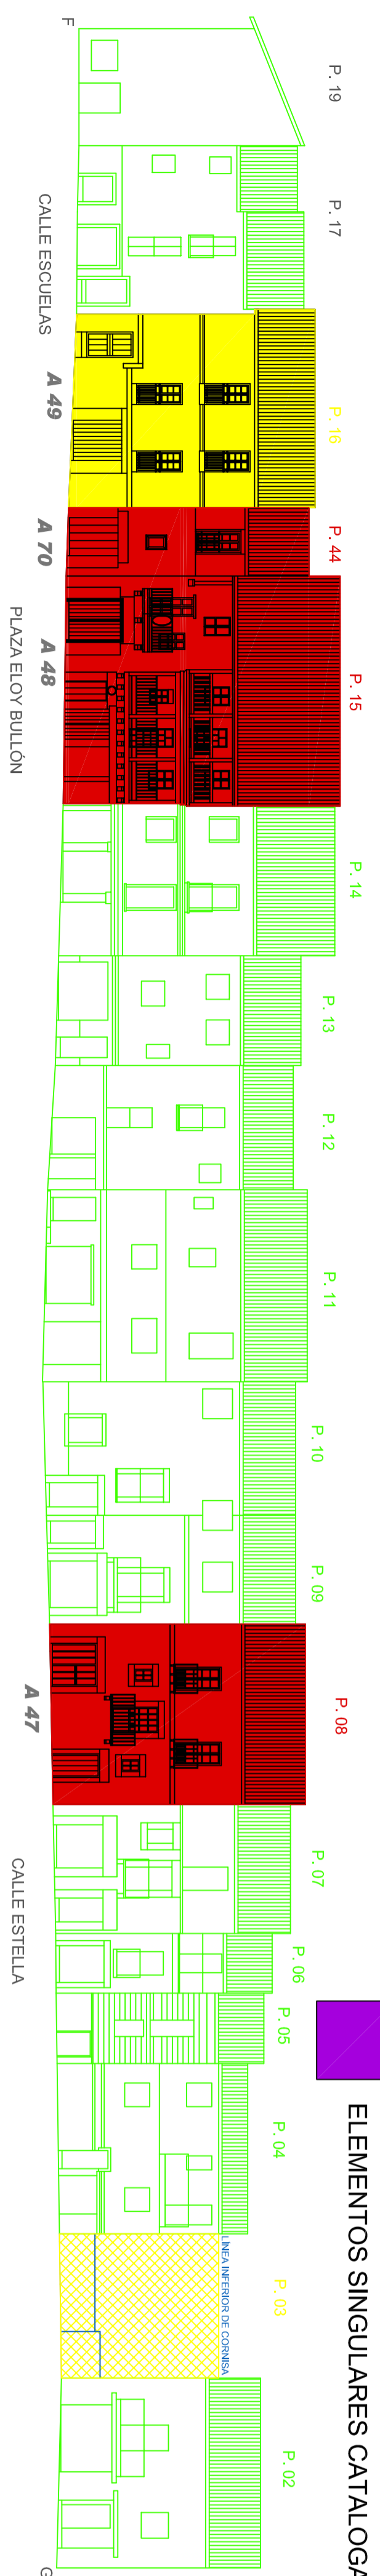 F
P. 19
P. 17
P. 16
P. 44
P. 15
P. 14
P. 13
P. 12
P. 11
P. 10
P. 09
P. 08
P. 07
P. 06
P. 05
P. 04
P. 03
P. 02
CALLE ESCUELAS
A 49
A 70
A 48
PLAZA ELOY BULLÓN
A 47
CALLE ESTELLA
LÍNEA INFERIOR DE CORNISA
G
ELEMENTOS SINGULARES CATALOGA